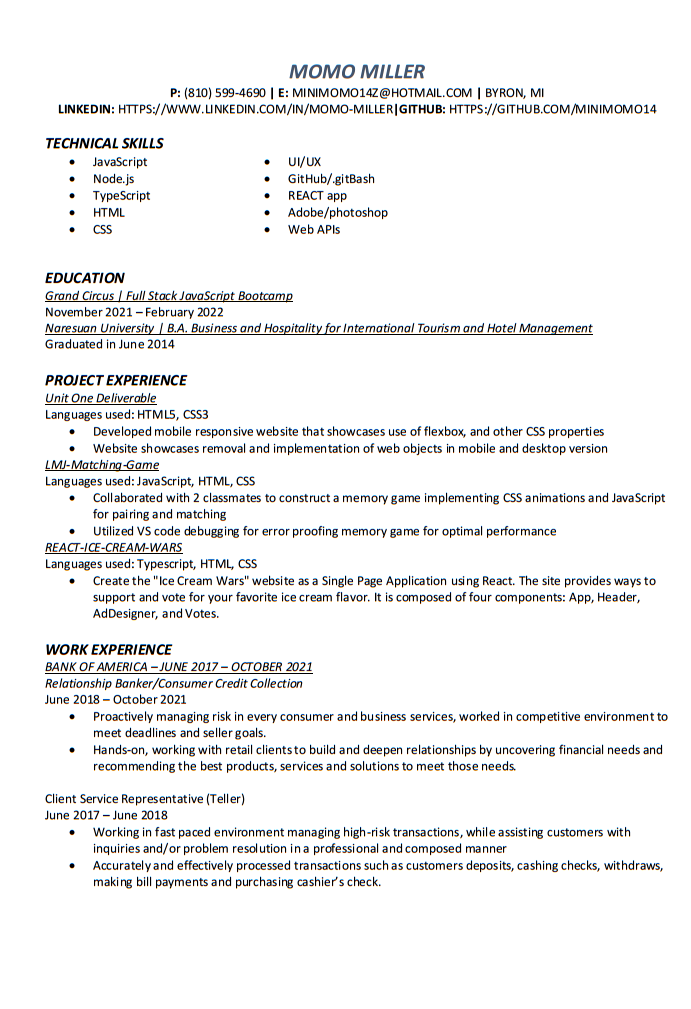 MOMO MILLER
P: (810) 599-4690 | E: MINIMOMO14Z@HOTMAIL.COM | BYRON, MI
LINKEDIN: HTTPS://WWW.LINKEDIN.COM/IN/MOMO-MILLER|GITHUB: HTTPS://GITHUB.COM/MINIMOMO14
TECHNICAL SKILLS
• JavaScript
• Node.js
• TypeScript
• HTML
• CSS
• UI/UX
• GitHub/.gitBash
• REACT app
• Adobe/photoshop
• Web APIs
EDUCATION
Grand Circus | Full Stack JavaScript Bootcamp
November 2021 – February 2022
Naresuan University | B.A. Business and Hospitality for International Tourism and Hotel Management
Graduated in June 2014
PROJECT EXPERIENCE
Unit One Deliverable
Languages used: HTML5, CSS3
• Developed mobile responsive website that showcases use of flexbox, and other CSS properties
• Website showcases removal and implementation of web objects in mobile and desktop version
LMJ-Matching-Game
Languages used: JavaScript, HTML, CSS
• Collaborated with 2 classmates to construct a memory game implementing CSS animations and JavaScript
for pairing and matching
• Utilized VS code debugging for error proofing memory game for optimal performance
REACT-ICE-CREAM-WARS
Languages used: Typescript, HTML, CSS
• Create the "Ice Cream Wars" website as a Single Page Application using React. The site provides ways to
support and vote for your favorite ice cream flavor. It is composed of four components: App, Header,
AdDesigner, and Votes.
WORK EXPERIENCE
BANK OF AMERICA – JUNE 2017 – OCTOBER 2021
Relationship Banker/Consumer Credit Collection
June 2018 – October 2021
• Proactively managing risk in every consumer and business services, worked in competitive environment to
meet deadlines and seller goals.
• Hands-on, working with retail clients to build and deepen relationships by uncovering financial needs and
recommending the best products, services and solutions to meet those needs.
Client Service Representative (Teller)
June 2017 – June 2018
• Working in fast paced environment managing high-risk transactions, while assisting customers with
inquiries and/or problem resolution in a professional and composed manner
• Accurately and effectively processed transactions such as customers deposits, cashing checks, withdraws,
making bill payments and purchasing cashier's check.